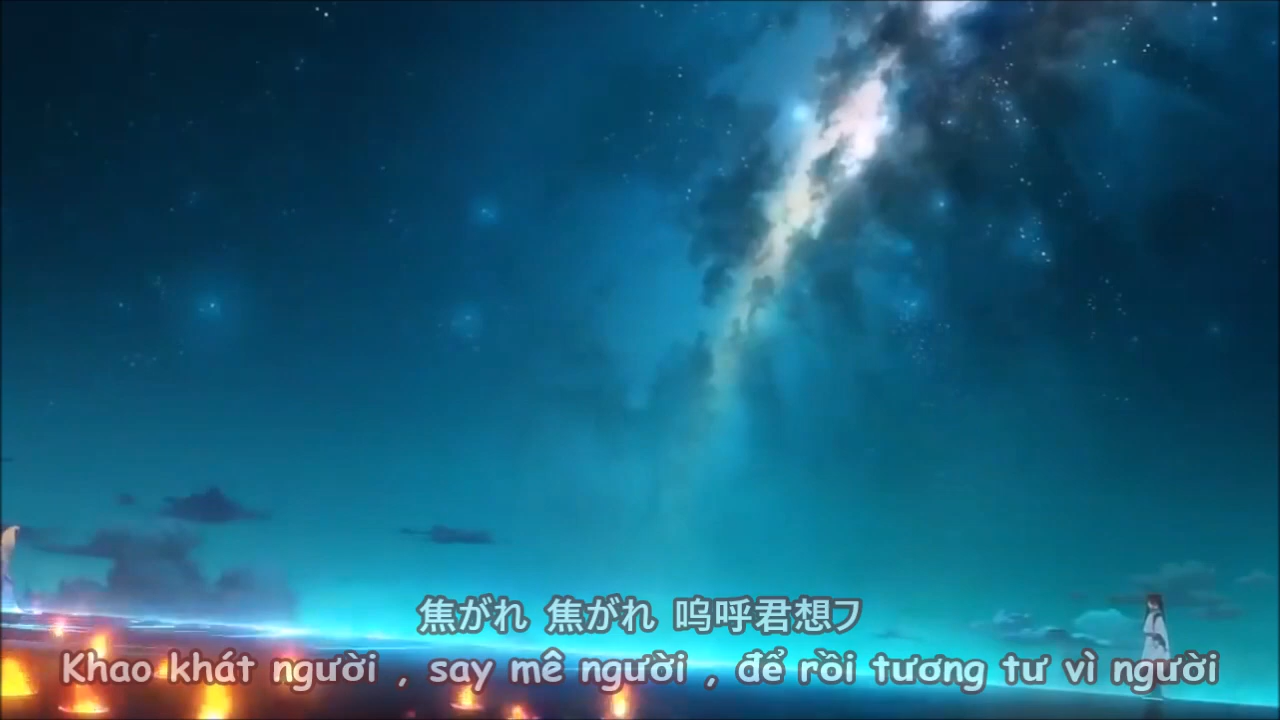 焦がれ 焦がれ 嗚呼君想フ
Khao khát người , say mê người , để rồi tương tư vì người